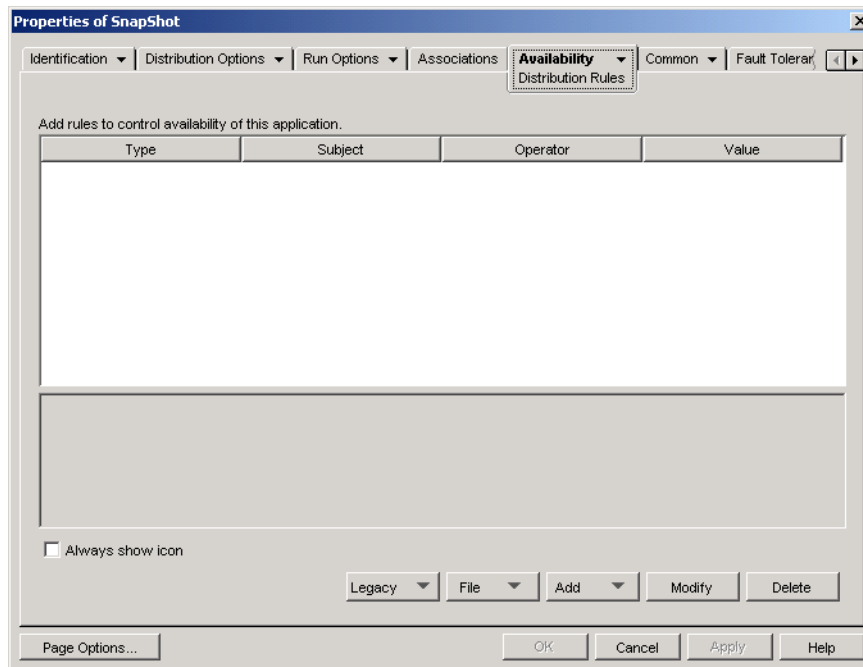 Properties of SnapShot
Identification Distribution Options Run Options Associations Availability Common Fault Toleran
Distribution Rules
Add rules to control availability of this application.
Type Subject Operator Value
Always show icon
Legacy File Add Modify Delete
Page Options... OK Cancel Apply Help